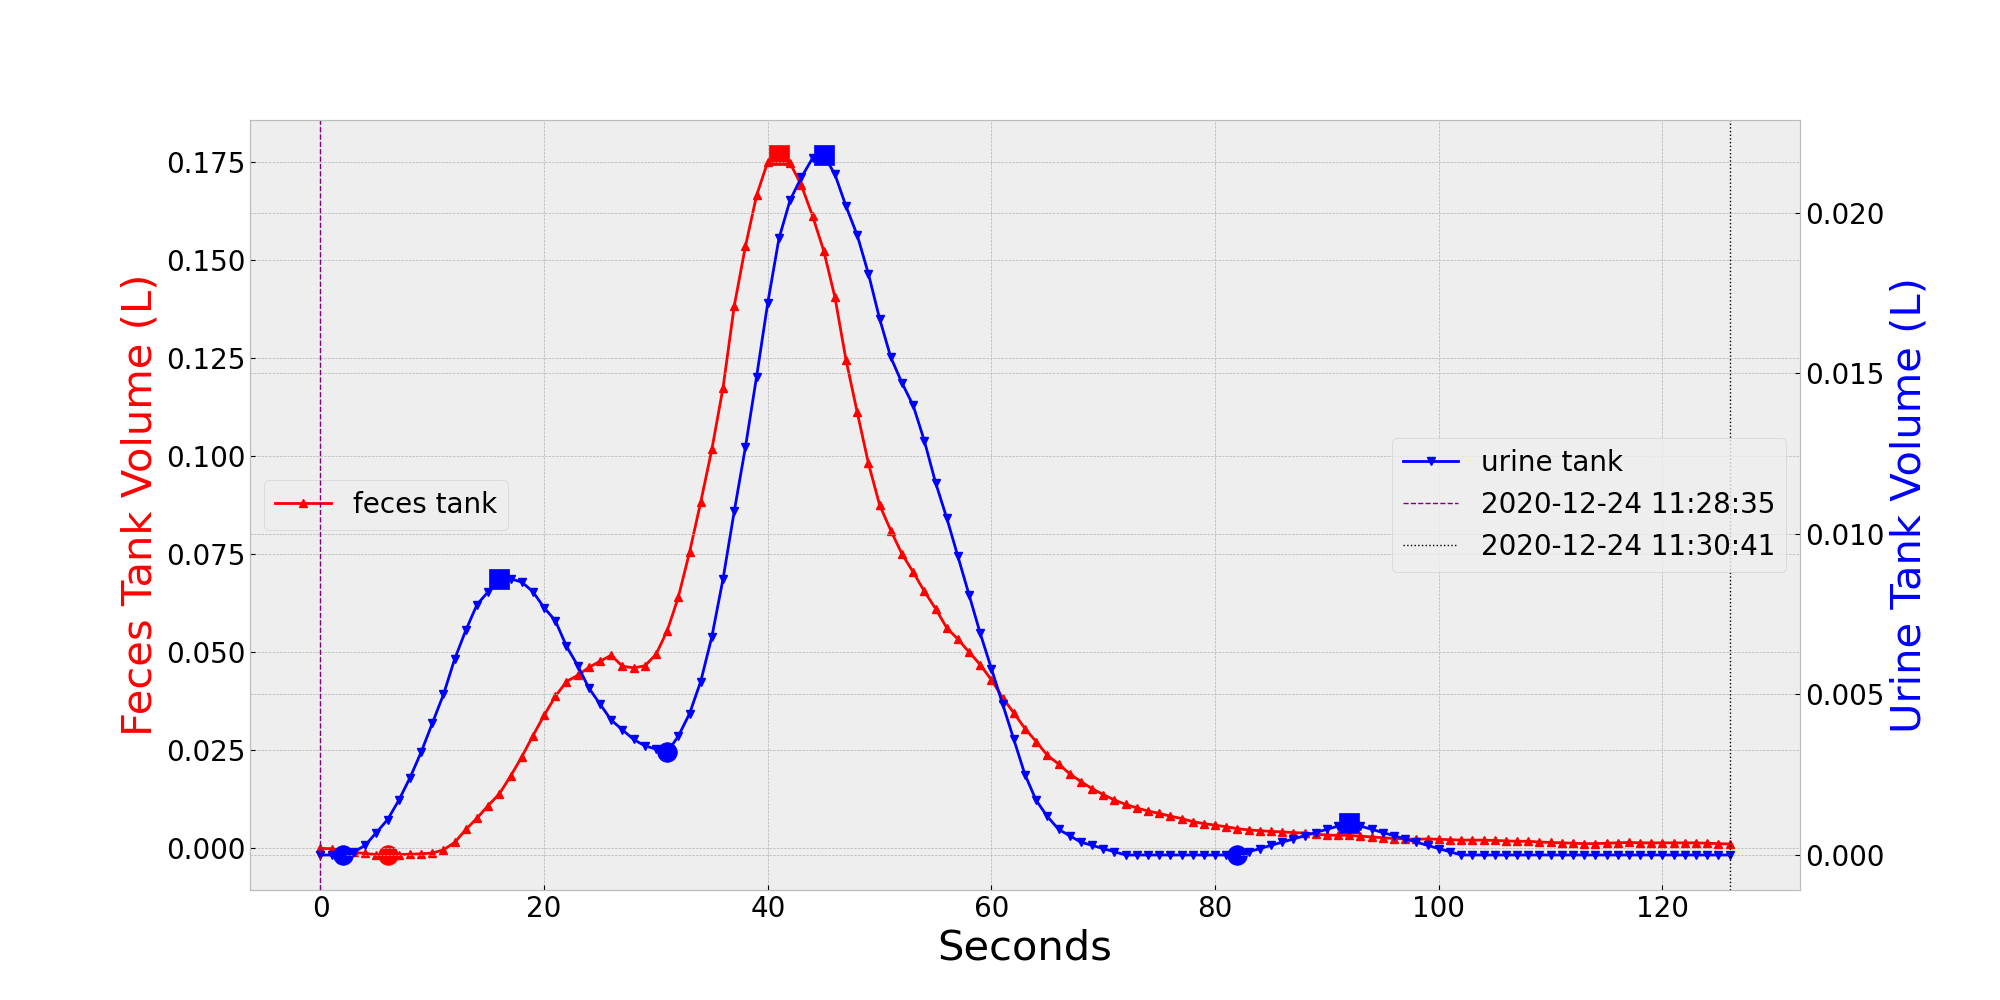 Feces Tank Volume (L)
0.175
0.150
0.125
0.100
0.075
0.050
0.025
0.000
feces tank
urine tank
2020-12-24 11:28:35
2020-12-24 11:30:41
0.020
0.015
0.010
0.005
0.000
Urine Tank Volume (L)
0 20 40 60 80 100 120
Seconds